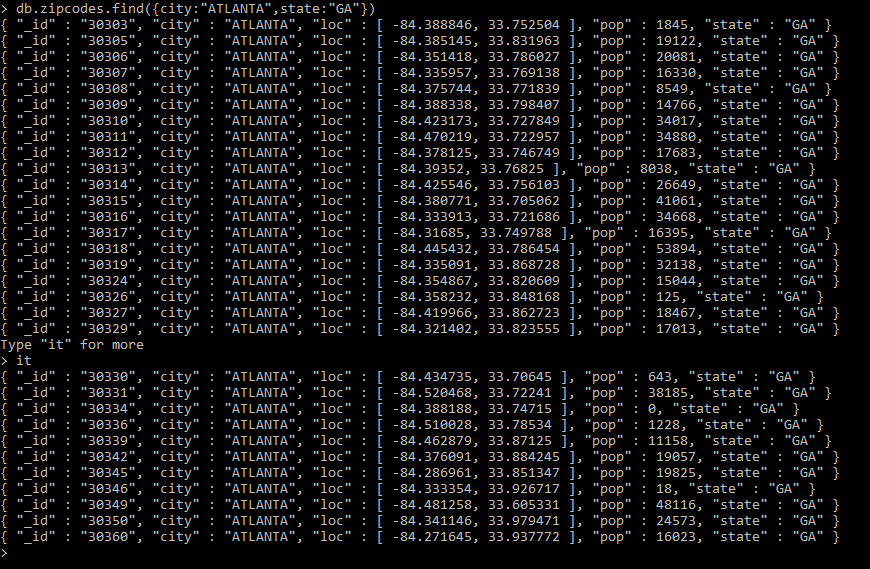 > db.zipcodes.find({city:"ATLANTA",state:"GA"})
{ "_id" : "30303", "city" : "ATLANTA", "loc" : [ -84.388846, 33.752504 ], "pop" : 1845, "state" : "GA" }
{ "_id" : "30305", "city" : "ATLANTA", "loc" : [ -84.385145, 33.831963 ], "pop" : 19122, "state" : "GA" }
{ "_id" : "30306", "city" : "ATLANTA", "loc" : [ -84.351418, 33.786027 ], "pop" : 20081, "state" : "GA" }
{ "_id" : "30307", "city" : "ATLANTA", "loc" : [ -84.335957, 33.769138 ], "pop" : 16330, "state" : "GA" }
{ "_id" : "30308", "city" : "ATLANTA", "loc" : [ -84.375744, 33.771839 ], "pop" : 8549, "state" : "GA" }
{ "_id" : "30309", "city" : "ATLANTA", "loc" : [ -84.388338, 33.798407 ], "pop" : 14766, "state" : "GA" }
{ "_id" : "30310", "city" : "ATLANTA", "loc" : [ -84.423173, 33.727849 ], "pop" : 34017, "state" : "GA" }
{ "_id" : "30311", "city" : "ATLANTA", "loc" : [ -84.470219, 33.722957 ], "pop" : 34880, "state" : "GA" }
{ "_id" : "30312", "city" : "ATLANTA", "loc" : [ -84.378125, 33.746749 ], "pop" : 17683, "state" : "GA" }
{ "_id" : "30313", "city" : "ATLANTA", "loc" : [ -84.39352, 33.76825 ], "pop" : 8038, "state" : "GA" }
{ "_id" : "30314", "city" : "ATLANTA", "loc" : [ -84.425546, 33.756103 ], "pop" : 26649, "state" : "GA" }
{ "_id" : "30315", "city" : "ATLANTA", "loc" : [ -84.380771, 33.705062 ], "pop" : 41061, "state" : "GA" }
{ "_id" : "30316", "city" : "ATLANTA", "loc" : [ -84.333913, 33.721686 ], "pop" : 34668, "state" : "GA" }
{ "_id" : "30317", "city" : "ATLANTA", "loc" : [ -84.31685, 33.749788 ], "pop" : 16395, "state" : "GA" }
{ "_id" : "30318", "city" : "ATLANTA", "loc" : [ -84.445432, 33.786454 ], "pop" : 53894, "state" : "GA" }
{ "_id" : "30319", "city" : "ATLANTA", "loc" : [ -84.335091, 33.868728 ], "pop" : 32138, "state" : "GA" }
{ "_id" : "30324", "city" : "ATLANTA", "loc" : [ -84.354867, 33.820609 ], "pop" : 15044, "state" : "GA" }
{ "_id" : "30326", "city" : "ATLANTA", "loc" : [ -84.358232, 33.848168 ], "pop" : 125, "state" : "GA" }
{ "_id" : "30327", "city" : "ATLANTA", "loc" : [ -84.419966, 33.862723 ], "pop" : 18467, "state" : "GA" }
{ "_id" : "30329", "city" : "ATLANTA", "loc" : [ -84.321402, 33.823555 ], "pop" : 17013, "state" : "GA" }
Type "it" for more
> it
{ "_id" : "30330", "city" : "ATLANTA", "loc" : [ -84.434735, 33.70645 ], "pop" : 643, "state" : "GA" }
{ "_id" : "30331", "city" : "ATLANTA", "loc" : [ -84.520468, 33.72241 ], "pop" : 38185, "state" : "GA" }
{ "_id" : "30334", "city" : "ATLANTA", "loc" : [ -84.388188, 33.74715 ], "pop" : 0, "state" : "GA" }
{ "_id" : "30336", "city" : "ATLANTA", "loc" : [ -84.510028, 33.78534 ], "pop" : 1228, "state" : "GA" }
{ "_id" : "30339", "city" : "ATLANTA", "loc" : [ -84.462879, 33.87125 ], "pop" : 11158, "state" : "GA" }
{ "_id" : "30342", "city" : "ATLANTA", "loc" : [ -84.376091, 33.884245 ], "pop" : 19057, "state" : "GA" }
{ "_id" : "30345", "city" : "ATLANTA", "loc" : [ -84.286961, 33.851347 ], "pop" : 19825, "state" : "GA" }
{ "_id" : "30346", "city" : "ATLANTA", "loc" : [ -84.333354, 33.926717 ], "pop" : 18, "state" : "GA" }
{ "_id" : "30349", "city" : "ATLANTA", "loc" : [ -84.481258, 33.605331 ], "pop" : 48116, "state" : "GA" }
{ "_id" : "30350", "city" : "ATLANTA", "loc" : [ -84.341146, 33.979471 ], "pop" : 24573, "state" : "GA" }
{ "_id" : "30360", "city" : "ATLANTA", "loc" : [ -84.271645, 33.937772 ], "pop" : 16023, "state" : "GA" }
>